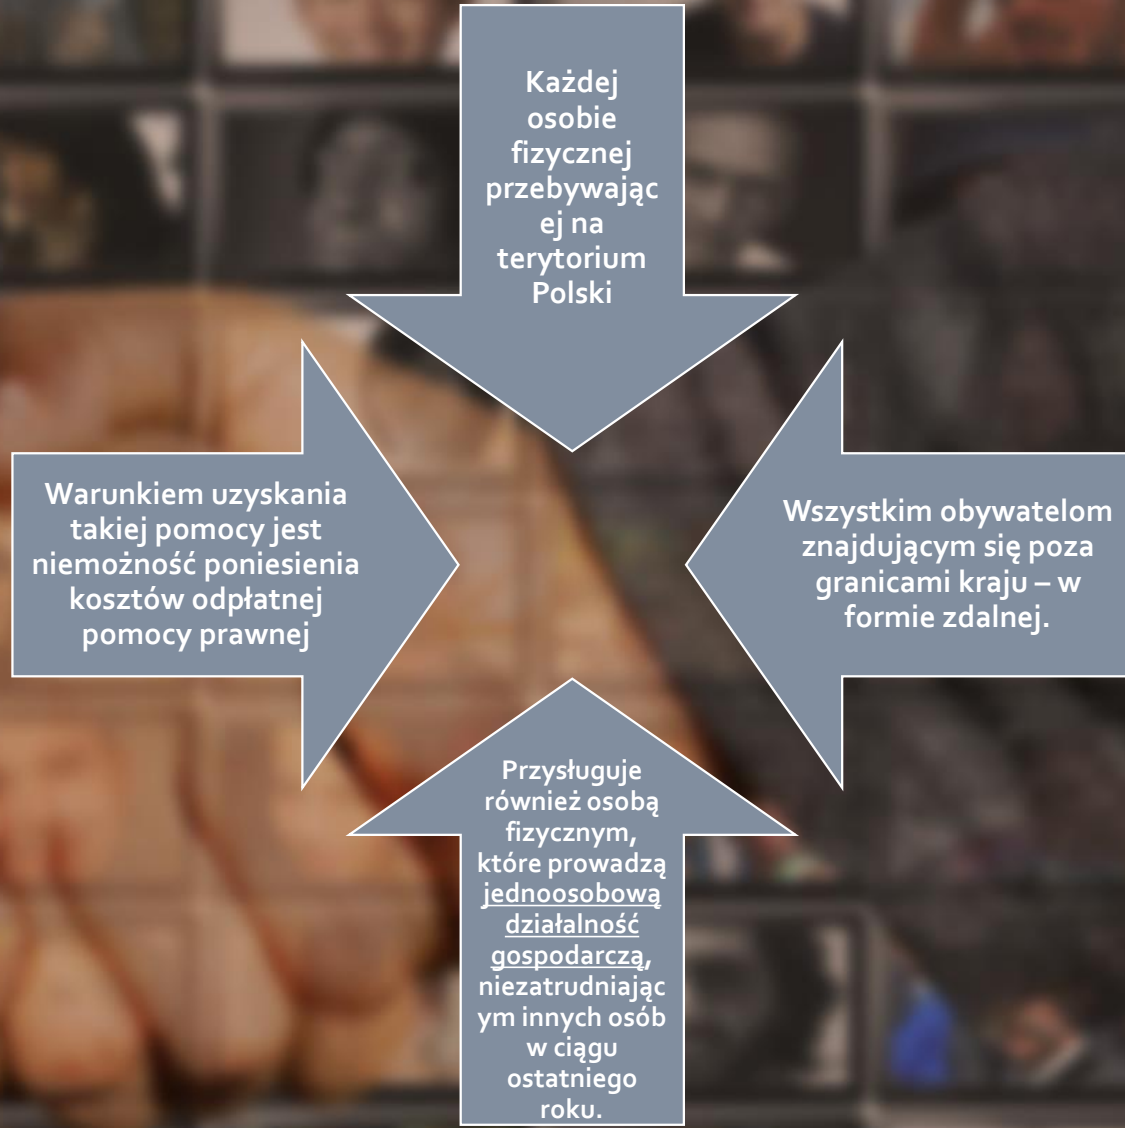 Każdej
osobie
fizycznej
przebywając
ej na
terytorium
Polski
Warunkiem uzyskania
takiej pomocy jest
niemożność poniesienia
kosztów odpłatnej
pomocy prawnej
Wszystkim obywatelom
znajdującym się poza
granicami kraju – w
formie zdalnej.
Przysługuje
również osobą
fizycznym,
które prowadzą
jednoosobową
działalność
gospodarczą,
niezatrudniając
ym innych osób
w ciągu
ostatniego
roku.